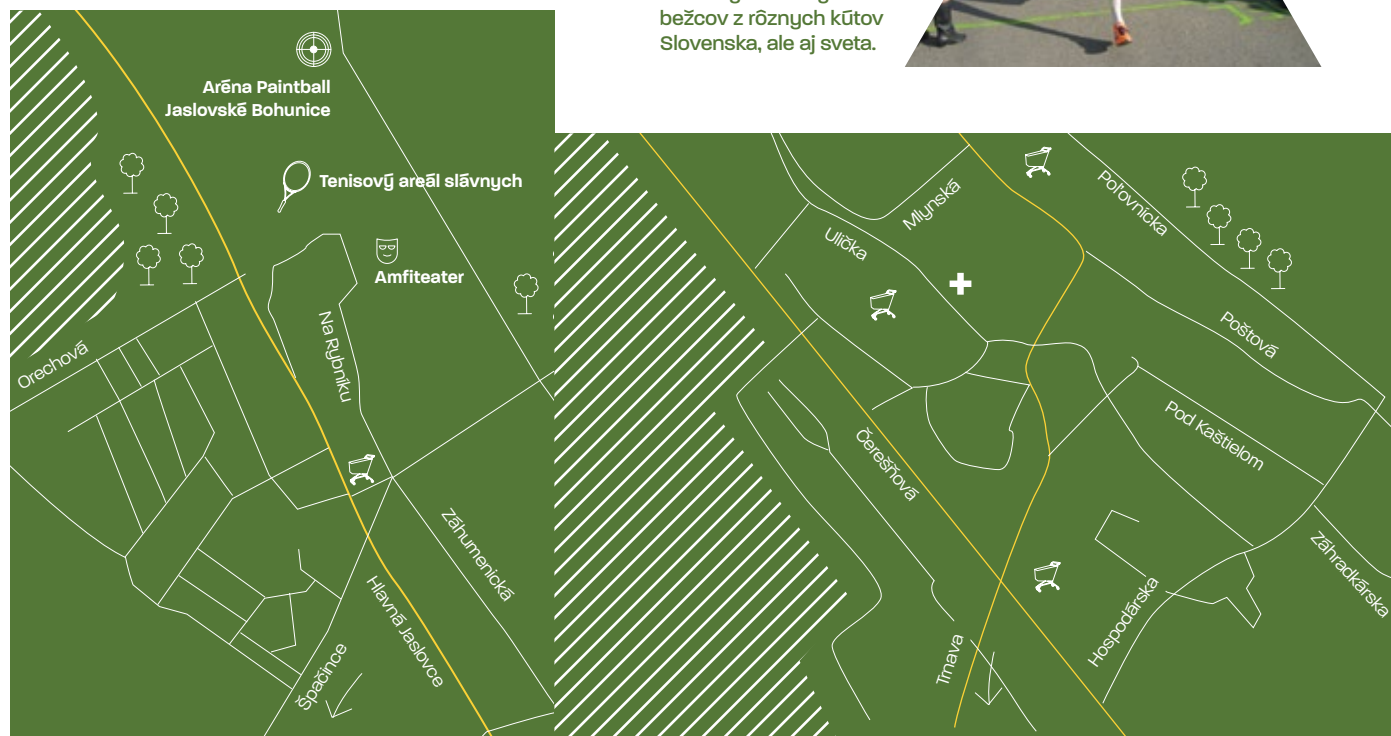 bežcov z rôznych kútov
Slovenska, ale aj sveta.
Aréna Paintball
Jaslovské Bohunice
Tenisový areál slávnych
Amfiteater
Na Rybníku
Orechová
Záhumenická
Hlavná Jaslovce
Špačince
Mlynská
Ulička
Poľovnícka
Poštová
Pod Kaštielom
Čerešňová
Záhradkárska
Hospodárska
Trnava